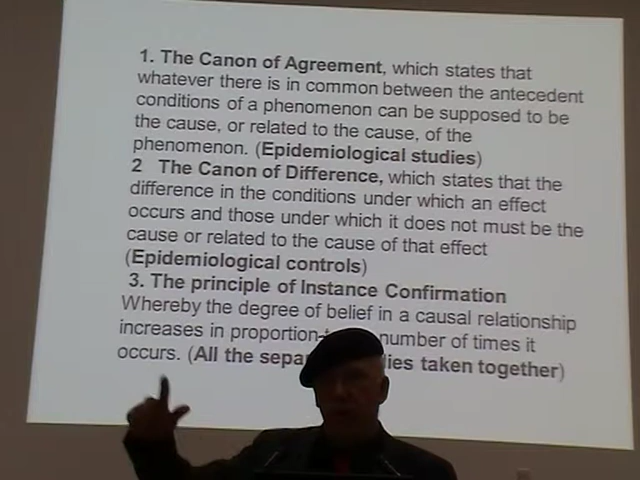 1. The Canon of Agreement, which states that
whatever there is in common between the antecedent
conditions of a phenomenon can be supposed to be
the cause, or related to the cause, of the
phenomenon. (Epidemiological studies)
2 The Canon of Difference, which states that the
difference in the conditions under which an effect
occurs and those under which it does not must be the
cause or related to the cause of that effect
(Epidemiological controls)
3. The principle of Instance Confirmation
Whereby the degree of belief in a causal relationship
increases in proportion number of times it
occurs. (All the taken together)